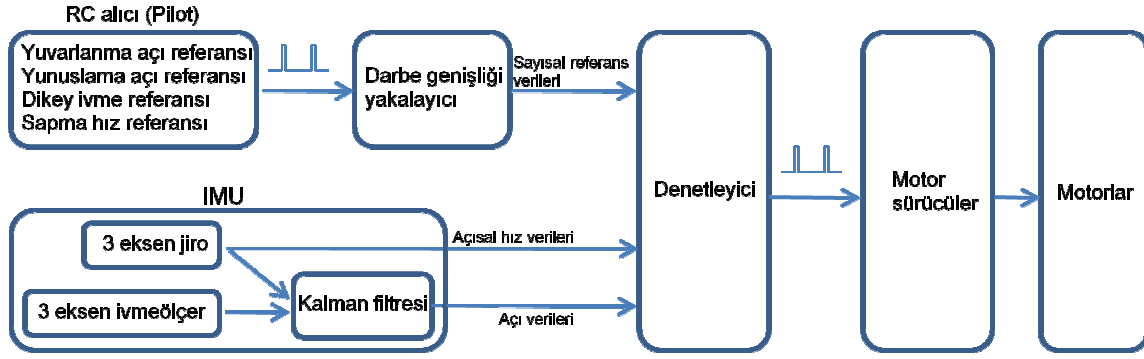 RC alıcı (Pilot)
Yuvarlanma açı referansı
Yunuslama açı referansı
Dikey ivme referansı
Sapma hız referansı
Darbe genişliği
yakalayıcı
Sayısal referans
verileri
IMU
3 eksen jiro
3 eksen ivmeölçer
Kalman filtresi
Açısal hız verileri
Açı verileri
Denetleyici
Motor
sürücüler
Motorlar